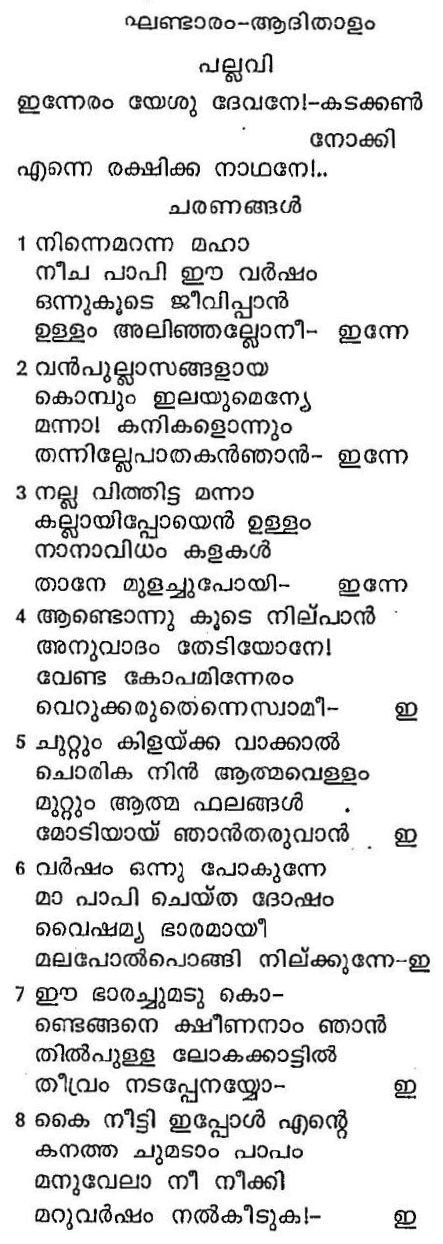 ഘണ്ടാരം-ആദിതാളം
പല്ലവി
ഇന്നേരം യേശു ദേവനേ!-കടക്കൺ
നോക്കി
എന്നെ രക്ഷിക്ക നാഥനേ!..
ചരണങ്ങൾ
1 നിന്നെമറന്ന മഹാ
നീച പാപി ഈ വർഷം
ഒന്നുകൂടെ ജീവിപ്പാൻ
ഉള്ളം അലിഞ്ഞല്ലോനീ- ഇന്നേ
2 വൻപുല്ലാസങ്ങളായ
കൊമ്പും ഇലയുമെന്യേ
മന്നാ! കനികളൊന്നും
തന്നില്ലേപാതകൻഞാൻ- ഇന്നേ
3 നല്ല വിത്തിട്ട മന്നാ
കല്ലായിപ്പോയെൻ ഉള്ളം
നാനാവിധം കളകൾ
താനേ മുളച്ചുപോയി- ഇന്നേ
4 ആണ്ടൊന്നു കൂടെ നില്പാൻ
അനുവാദം തേടിയോനേ!
വേണ്ട കോപമിന്നേരം
വെറുക്കരുതെന്നെസ്വാമീ- ഇ
5 ചുറ്റും കിളയ്ക്ക വാക്കാൽ
ചൊരിക നിൻ ആത്മവെള്ളം
മുറ്റും ആത്മ ഫലങ്ങൾ
മോടിയായ് ഞാൻതരുവാൻ ഇ
6 വർഷം ഒന്നു പോകുന്നേ
മാ പാപി ചെയ്ത ദോഷം
വൈഷമ്യ ഭാരമായീ
മലപോൽപൊങ്ങി നില്ക്കുന്നേ-ഇ
7 ഈ ഭാരച്ചുമടു കൊ-
ണ്ടെങ്ങനെ ക്ഷീണനാം ഞാൻ
തിൽപുള്ള ലോകക്കാട്ടിൽ
തീവ്രം നടപ്പേനയ്യോ- ഇ
8 കൈ നീട്ടി ഇപ്പോൾ എന്റെ
കനത്ത ചുമടാം പാപം
മനുവേലാ നീ നീക്കി
മറുവർഷം നൽകീടുക!- ഇ